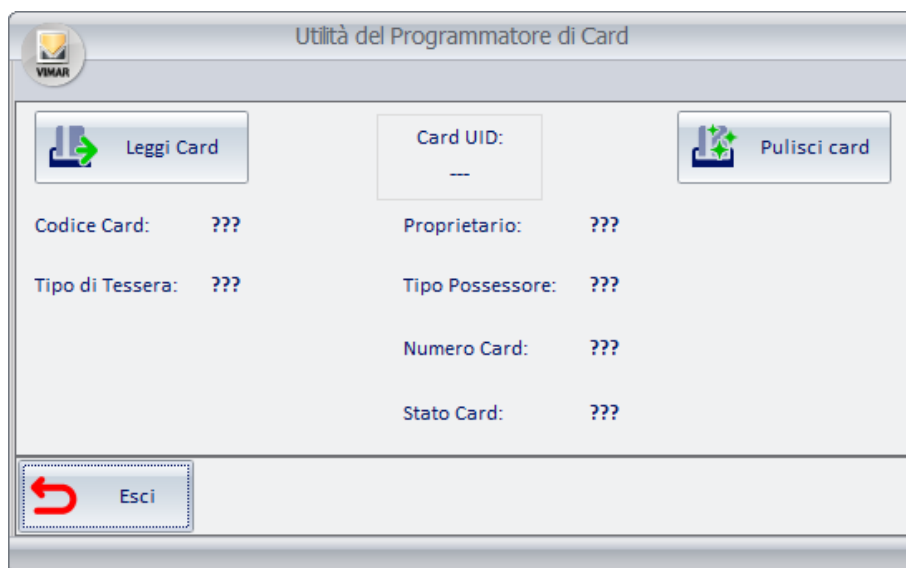 Utilità del Programmatore di Card
VIMAR
Leggi Card
Card UID:
---
Pulisci card
Codice Card: ???
Proprietario: ???
Tipo di Tessera: ???
Tipo Possessore: ???
Numero Card: ???
Stato Card: ???
Esci